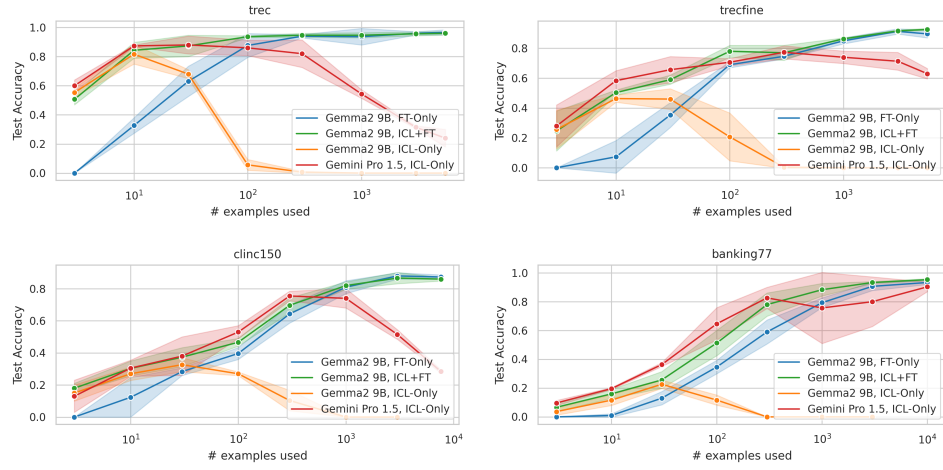 trec
Test Accuracy
1.0
0.8
0.6
0.4
0.2
0.0
Gemma2 9B, FT-Only
Gemma2 9B, ICL+FT
Gemma2 9B, ICL-Only
Gemini Pro 1.5, ICL-Only
10¹
10²
10³
# examples used
trecfine
Test Accuracy
0.8
0.6
0.4
0.2
0.0
Gemma2 9B, FT-Only
Gemma2 9B, ICL+FT
Gemma2 9B, ICL-Only
Gemini Pro 1.5, ICL-Only
10¹
10²
10³
# examples used
clinc150
Test Accuracy
0.8
0.6
0.4
0.2
0.0
Gemma2 9B, FT-Only
Gemma2 9B, ICL+FT
Gemma2 9B, ICL-Only
Gemini Pro 1.5, ICL-Only
10¹
10²
10³
10⁴
# examples used
banking77
Test Accuracy
1.0
0.8
0.6
0.4
0.2
0.0
Gemma2 9B, FT-Only
Gemma2 9B, ICL+FT
Gemma2 9B, ICL-Only
Gemini Pro 1.5, ICL-Only
10¹
10²
10³
10⁴
# examples used